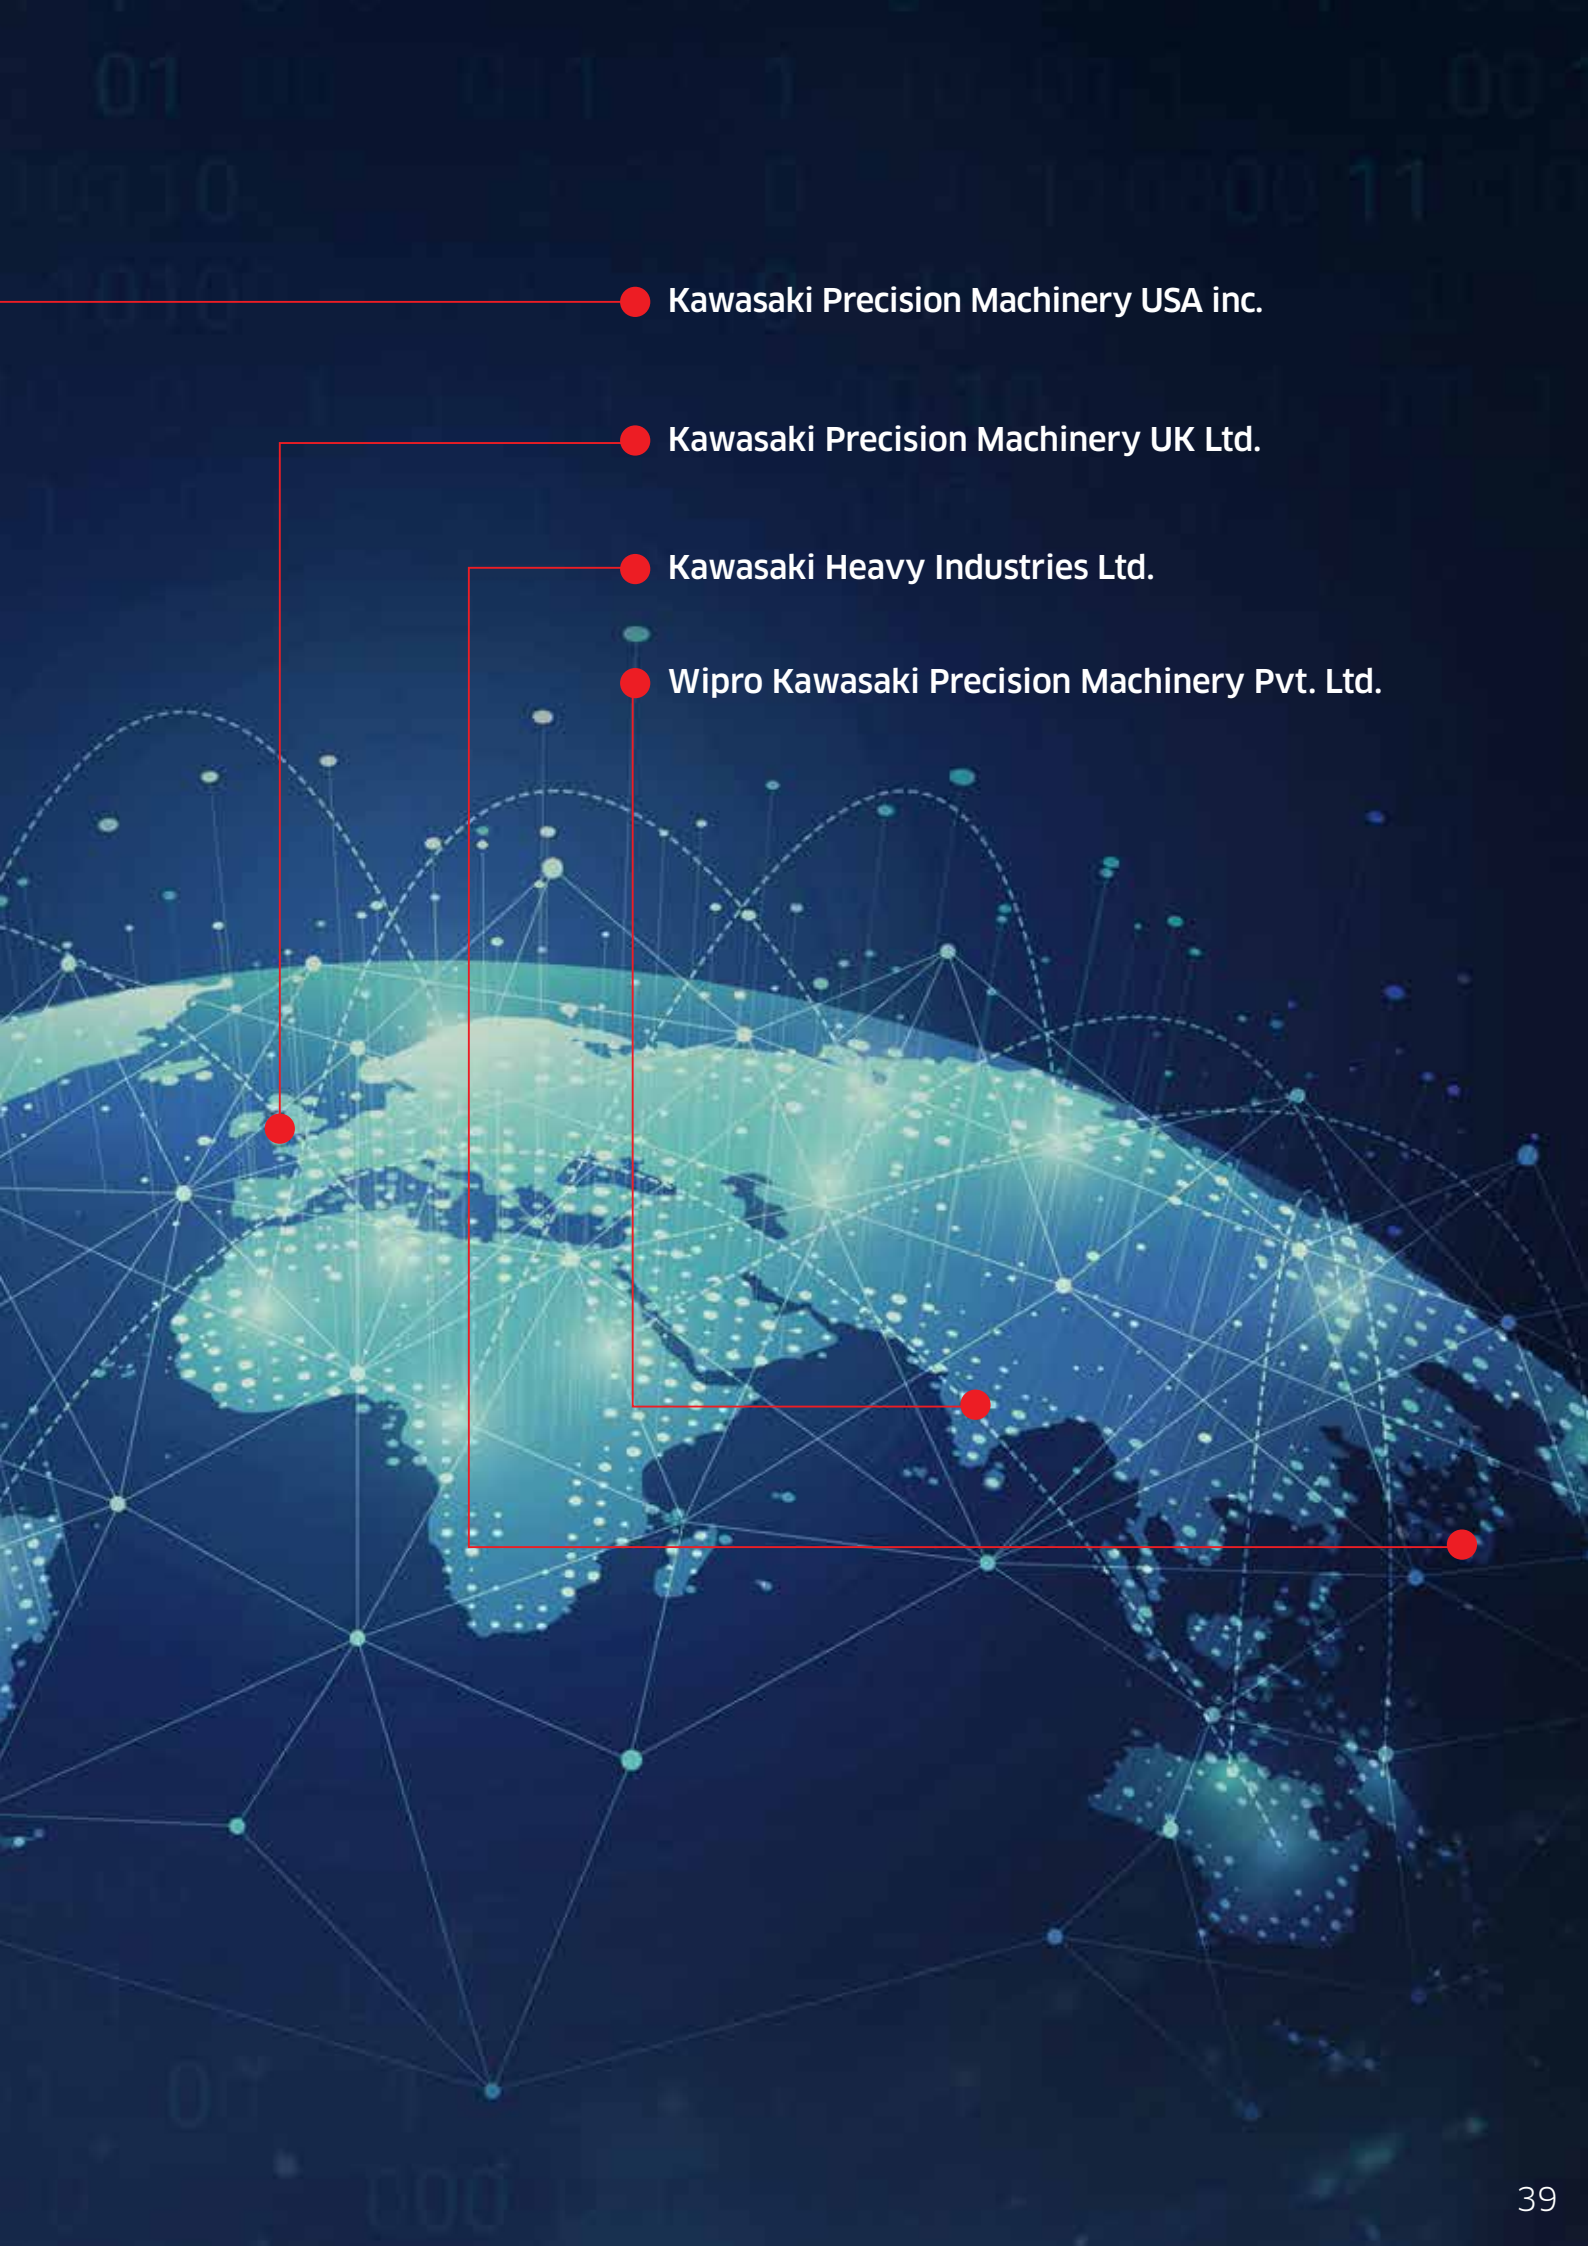 Kawasaki Precision Machinery USA inc.
Kawasaki Precision Machinery UK Ltd.
Kawasaki Heavy Industries Ltd.
Wipro Kawasaki Precision Machinery Pvt. Ltd.
39